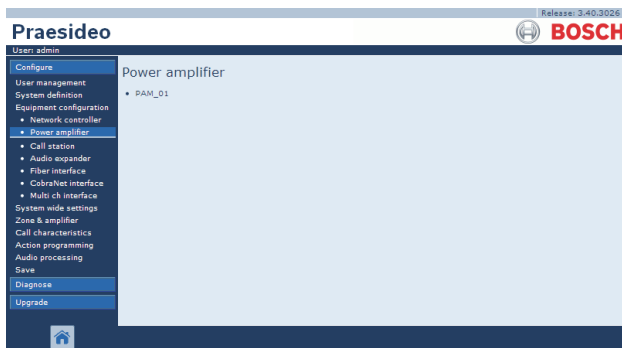 Release: 3.40.3026
Praesideo
BOSCH
User: admin
Configure
User management
System definition
Equipment configuration
• Network controller
• Power amplifier
• Call station
• Audio expander
• Fiber interface
• CobraNet interface
• Multi ch interface
System wide settings
Zone & amplifier
Call characteristics
Action programming
Audio processing
Save
Diagnose
Upgrade
Power amplifier
• PAM_01